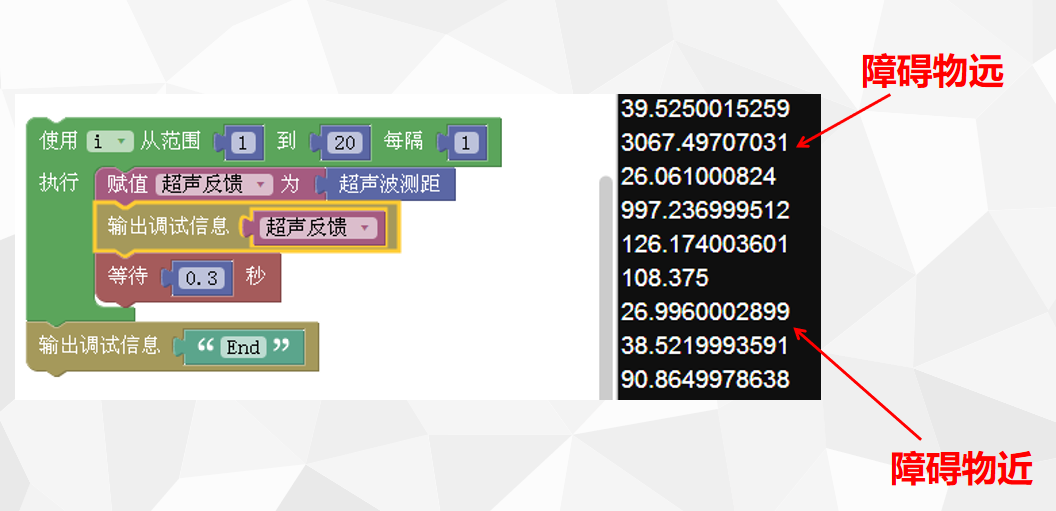 障碍物远
使用 i 从范围 1 到 20 每隔 1
执行 赋值 超声反馈 为 超声波测距
输出调试信息 超声反馈
等待 0.3 秒
输出调试信息 “ End ”
39.5250015259
3067.49707031
26.061000824
997.236999512
126.174003601
108.375
26.9960002899
38.5219993591
90.8649978638
障碍物近